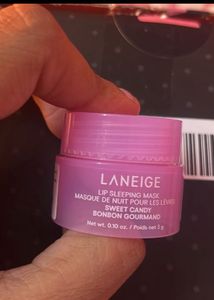 LANEIGE
LIP SLEEPING MASK
MASQUE DE NUIT POUR LES LÈVRES
SWEET CANDY
BONBON GOURMAND
Net wt. 0.10 oz. / Poids net 3 g